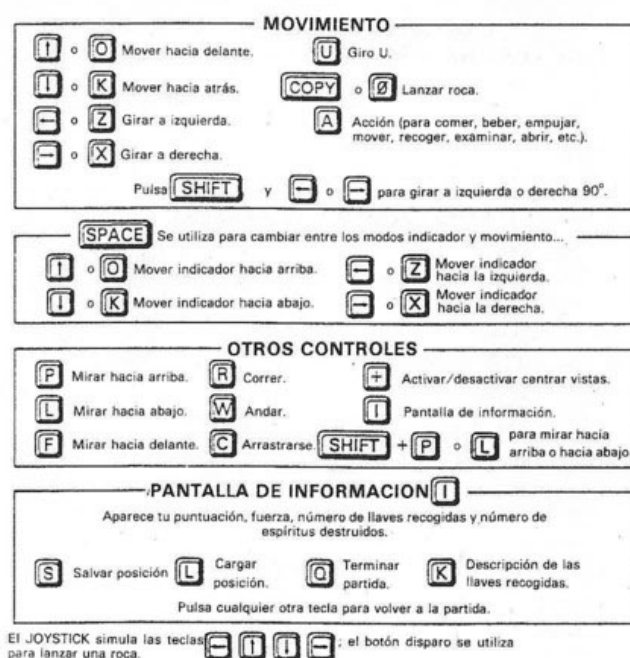 MOVIMIENTO
↑ o O Mover hacia delante. U Giro U.
↓ o K Mover hacia atrás. COPY o Ø Lanzar roca.
← o Z Girar a izquierda. A Acción (para comer, beber, empujar,
mover, recoger, examinar, abrir, etc.).
→ o X Girar a derecha.
Pulsa SHIFT y ← o → para girar a izquierda o derecha 90°.
SPACE Se utiliza para cambiar entre los modos indicador y movimiento...
↑ o O Mover indicador hacia arriba. ← o Z Mover indicador
hacia la izquierda.
↓ o K Mover indicador hacia abajo. → o X Mover indicador
hacia la derecha.
OTROS CONTROLES
P Mirar hacia arriba. R Correr. + Activar/desactivar centrar vistas.
L Mirar hacia abajo. W Andar. I Pantalla de información.
F Mirar hacia delante. C Arrastrarse. SHIFT + P o L para mirar hacia
arriba o hacia abajo
PANTALLA DE INFORMACION I
Aparece tu puntuación, fuerza, número de llaves recogidas y número de
espíritus destruidos.
S Salvar posición L Cargar
posición. Q Terminar
partida. K Descripción de las
llaves recogidas.
Pulsa cualquier otra tecla para volver a la partida.
El JOYSTICK simula las teclas ← ↑ ↓ → ; el botón disparo se utiliza
para lanzar una roca.